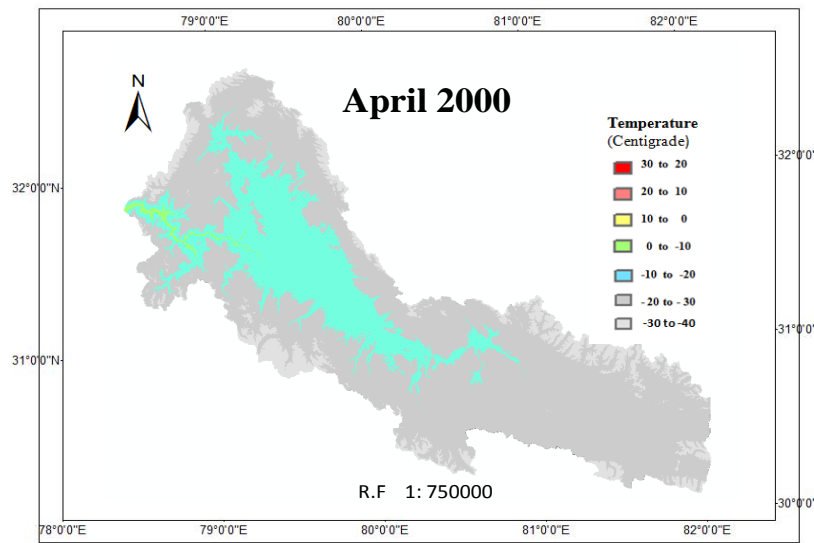 79°0'0"E 80°0'0"E 81°0'0"E 82°0'0"E
N
April 2000
Temperature
(Centigrade)
30 to 20
20 to 10
10 to 0
0 to -10
-10 to -20
-20 to -30
-30 to -40
32°0'0"N
32°0'0"N
31°0'0"N
31°0'0"N
30°0'0"N
R.F 1: 750000
78°0'0"E 79°0'0"E 80°0'0"E 81°0'0"E 82°0'0"E